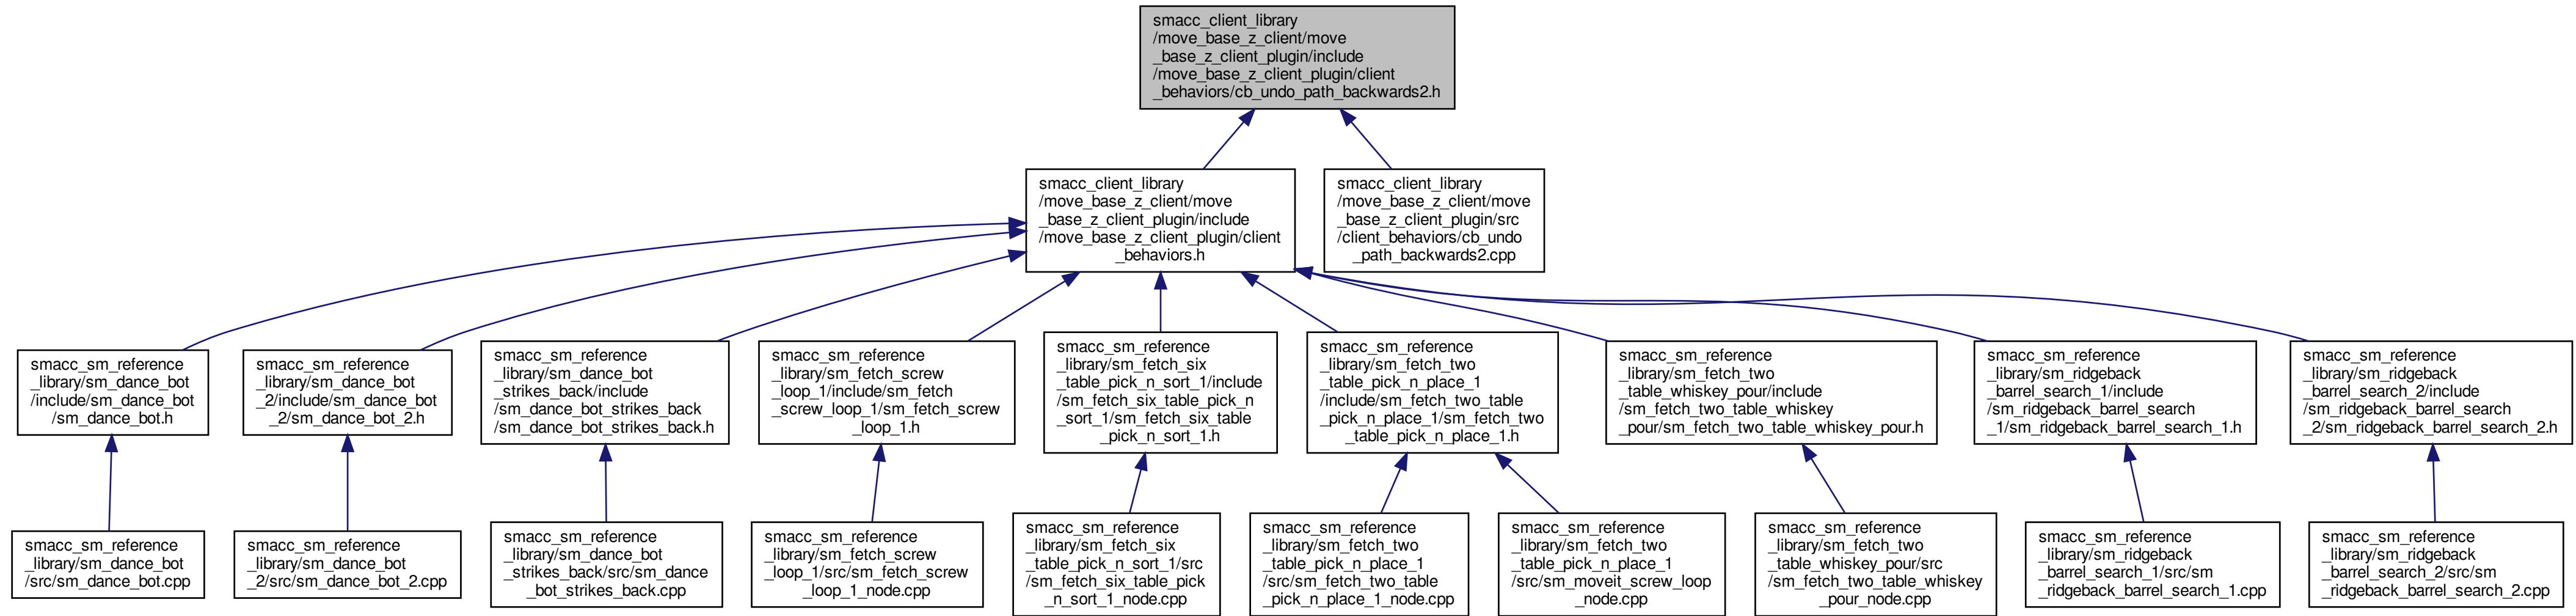 smacc_client_library
/move_base_z_client/move
_base_z_client_plugin/include
/move_base_z_client_plugin/client
_behaviors/cb_undo_path_backwards2.h
smacc_client_library
/move_base_z_client/move
_base_z_client_plugin/include
/move_base_z_client_plugin/client
_behaviors.h
smacc_client_library
/move_base_z_client/move
_base_z_client_plugin/src
/client_behaviors/cb_undo
_path_backwards2.cpp
smacc_sm_reference
_library/sm_dance_bot
/include/sm_dance_bot
/sm_dance_bot.h
smacc_sm_reference
_library/sm_dance_bot
_2/include/sm_dance_bot
_2/sm_dance_bot_2.h
smacc_sm_reference
_library/sm_dance_bot
_strikes_back/include
/sm_dance_bot_strikes_back
/sm_dance_bot_strikes_back.h
smacc_sm_reference
_library/sm_fetch_screw
_loop_1/include/sm_fetch
_screw_loop_1/sm_fetch_screw
_loop_1.h
smacc_sm_reference
_library/sm_fetch_six
_table_pick_n_sort_1/include
/sm_fetch_six_table_pick_n
_sort_1/sm_fetch_six_table
_pick_n_sort_1.h
smacc_sm_reference
_library/sm_fetch_two
_table_pick_n_place_1
/include/sm_fetch_two_table
_pick_n_place_1/sm_fetch_two
_table_pick_n_place_1.h
smacc_sm_reference
_library/sm_fetch_two
_table_whiskey_pour/include
/sm_fetch_two_table_whiskey
_pour/sm_fetch_two_table_whiskey_pour.h
smacc_sm_reference
_library/sm_ridgeback
_barrel_search_1/include
/sm_ridgeback_barrel_search
_1/sm_ridgeback_barrel_search_1.h
smacc_sm_reference
_library/sm_ridgeback
_barrel_search_2/include
/sm_ridgeback_barrel_search
_2/sm_ridgeback_barrel_search_2.h
smacc_sm_reference
_library/sm_dance_bot
/src/sm_dance_bot.cpp
smacc_sm_reference
_library/sm_dance_bot
_2/src/sm_dance_bot_2.cpp
smacc_sm_reference
_library/sm_dance_bot
_strikes_back/src/sm_dance
_bot_strikes_back.cpp
smacc_sm_reference
_library/sm_fetch_screw
_loop_1/src/sm_fetch_screw
_loop_1_node.cpp
smacc_sm_reference
_library/sm_fetch_six
_table_pick_n_sort_1/src
/sm_fetch_six_table_pick
_n_sort_1_node.cpp
smacc_sm_reference
_library/sm_fetch_two
_table_pick_n_place_1
/src/sm_fetch_two_table
_pick_n_place_1_node.cpp
smacc_sm_reference
_library/sm_fetch_two
_table_pick_n_place_1
/src/sm_moveit_screw_loop
_node.cpp
smacc_sm_reference
_library/sm_fetch_two
_table_whiskey_pour/src
/sm_fetch_two_table_whiskey
_pour_node.cpp
smacc_sm_reference
_library/sm_ridgeback
_barrel_search_1/src/sm
_ridgeback_barrel_search_1.cpp
smacc_sm_reference
_library/sm_ridgeback
_barrel_search_2/src/sm
_ridgeback_barrel_search_2.cpp